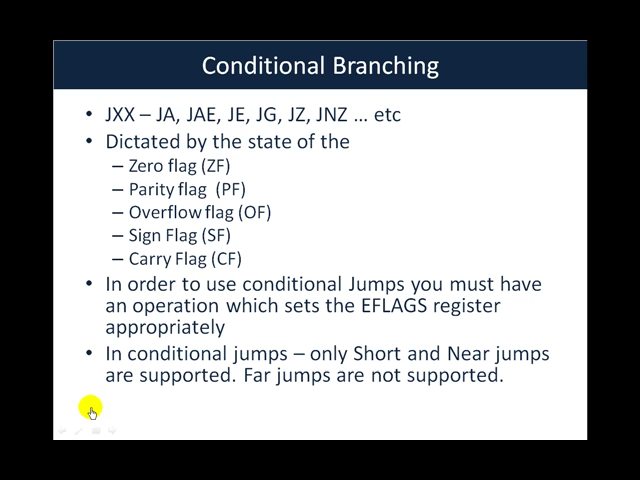 Conditional Branching
• JXX – JA, JAE, JE, JG, JZ, JNZ ... etc
• Dictated by the state of the
– Zero flag (ZF)
– Parity flag (PF)
– Overflow flag (OF)
– Sign Flag (SF)
– Carry Flag (CF)
• In order to use conditional Jumps you must have
an operation which sets the EFLAGS register
appropriately
• In conditional jumps – only Short and Near jumps
are supported. Far jumps are not supported.